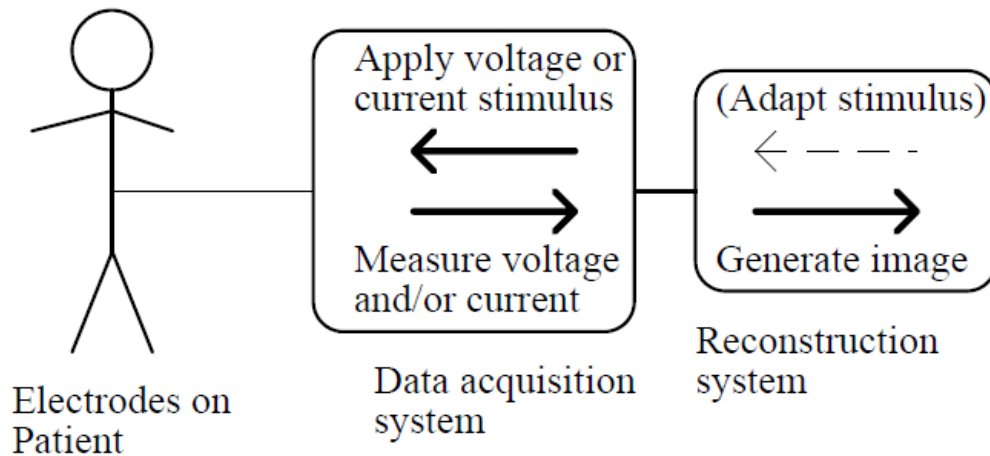 Apply voltage or
current stimulus
Measure voltage
and/or current
(Adapt stimulus)
Generate image
Electrodes on
Patient
Data acquisition
system
Reconstruction
system